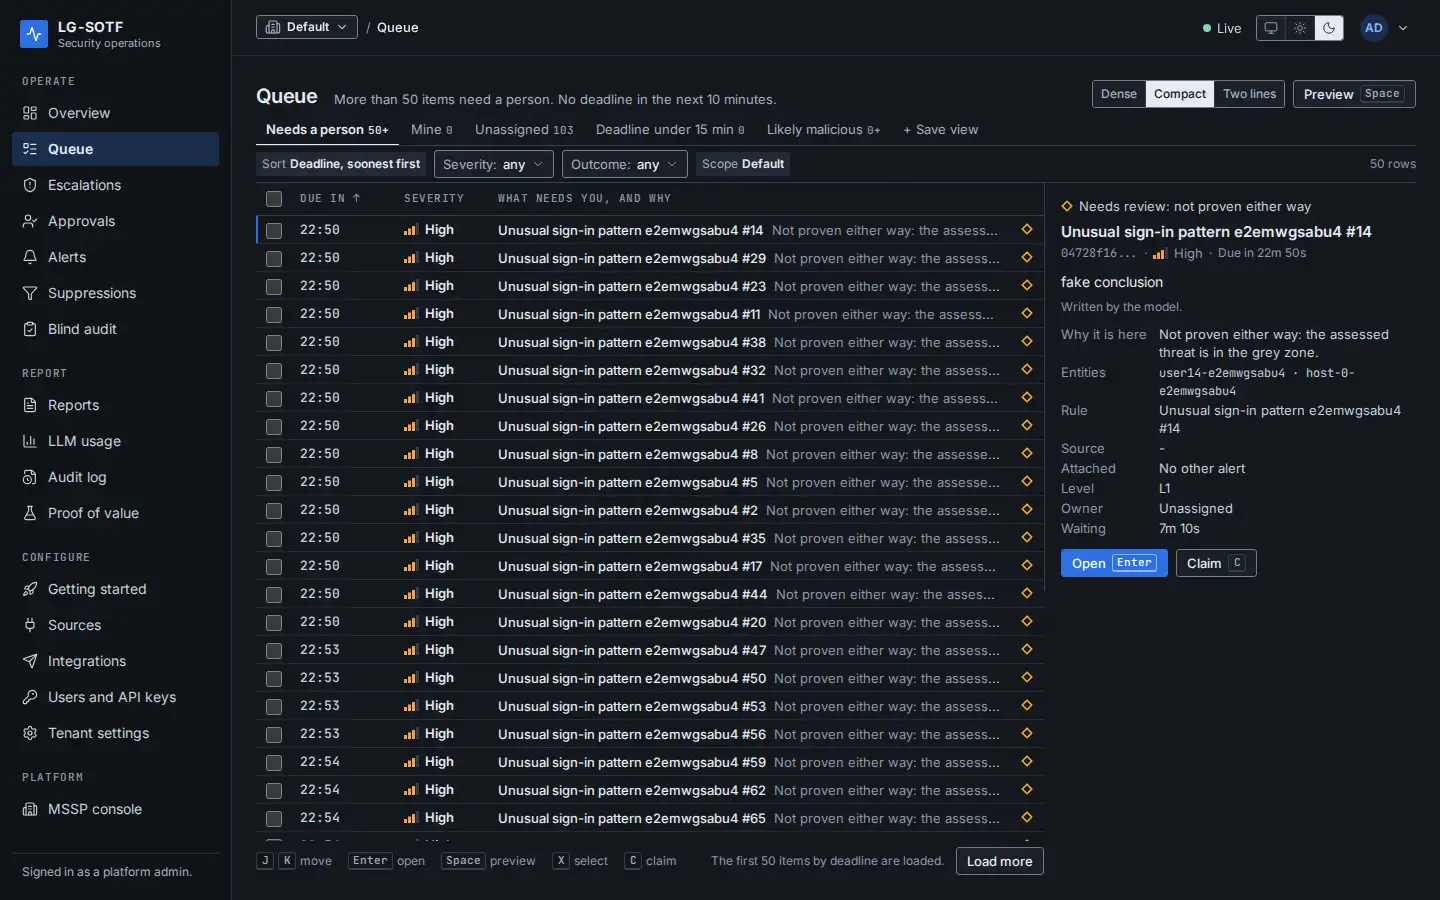 LG-SOTF
Security operations
OPERATE
Overview
Queue
Escalations
Approvals
Alerts
Suppressions
Blind audit
REPORT
Reports
LLM usage
Audit log
Proof of value
CONFIGURE
Getting started
Sources
Integrations
Users and API keys
Tenant settings
PLATFORM
MSSP console
Signed in as a platform admin.
Default / Queue
Live
AD
Queue More than 50 items need a person. No deadline in the next 10 minutes.
Dense Compact Two lines Preview Space
Needs a person 50+ Mine 0 Unassigned 103 Deadline under 15 min 0 Likely malicious 0+ + Save view
Sort Deadline, soonest first Severity: any Outcome: any Scope Default 50 rows
DUE IN ↑ SEVERITY WHAT NEEDS YOU, AND WHY
22:50 High Unusual sign-in pattern e2emwgsabu4 #14 Not proven either way: the assess...
22:50 High Unusual sign-in pattern e2emwgsabu4 #29 Not proven either way: the assess...
22:50 High Unusual sign-in pattern e2emwgsabu4 #23 Not proven either way: the assess...
22:50 High Unusual sign-in pattern e2emwgsabu4 #11 Not proven either way: the assess...
22:50 High Unusual sign-in pattern e2emwgsabu4 #38 Not proven either way: the assess...
22:50 High Unusual sign-in pattern e2emwgsabu4 #32 Not proven either way: the assess...
22:50 High Unusual sign-in pattern e2emwgsabu4 #41 Not proven either way: the assess...
22:50 High Unusual sign-in pattern e2emwgsabu4 #26 Not proven either way: the assess...
22:50 High Unusual sign-in pattern e2emwgsabu4 #8 Not proven either way: the assesse...
22:50 High Unusual sign-in pattern e2emwgsabu4 #5 Not proven either way: the assesse...
22:50 High Unusual sign-in pattern e2emwgsabu4 #2 Not proven either way: the assesse...
22:50 High Unusual sign-in pattern e2emwgsabu4 #35 Not proven either way: the assess...
22:50 High Unusual sign-in pattern e2emwgsabu4 #17 Not proven either way: the assess...
22:50 High Unusual sign-in pattern e2emwgsabu4 #44 Not proven either way: the asses...
22:50 High Unusual sign-in pattern e2emwgsabu4 #20 Not proven either way: the assess...
22:53 High Unusual sign-in pattern e2emwgsabu4 #47 Not proven either way: the assess...
22:53 High Unusual sign-in pattern e2emwgsabu4 #50 Not proven either way: the assess...
22:53 High Unusual sign-in pattern e2emwgsabu4 #53 Not proven either way: the assess...
22:53 High Unusual sign-in pattern e2emwgsabu4 #56 Not proven either way: the assess...
22:54 High Unusual sign-in pattern e2emwgsabu4 #59 Not proven either way: the assess...
22:54 High Unusual sign-in pattern e2emwgsabu4 #62 Not proven either way: the assess...
22:54 High Unusual sign-in pattern e2emwgsabu4 #65 Not proven either way: the assess...
J K move Enter open Space preview X select C claim The first 50 items by deadline are loaded. Load more
Needs review: not proven either way
Unusual sign-in pattern e2emwgsabu4 #14
04728f16... · High · Due in 22m 50s
fake conclusion
Written by the model.
Why it is here Not proven either way: the assessed
threat is in the grey zone.
Entities user14-e2emwgsabu4 · host-0-
e2emwgsabu4
Rule Unusual sign-in pattern e2emwgsabu4
#14
Source -
Attached No other alert
Level L1
Owner Unassigned
Waiting 7m 10s
Open Enter Claim C